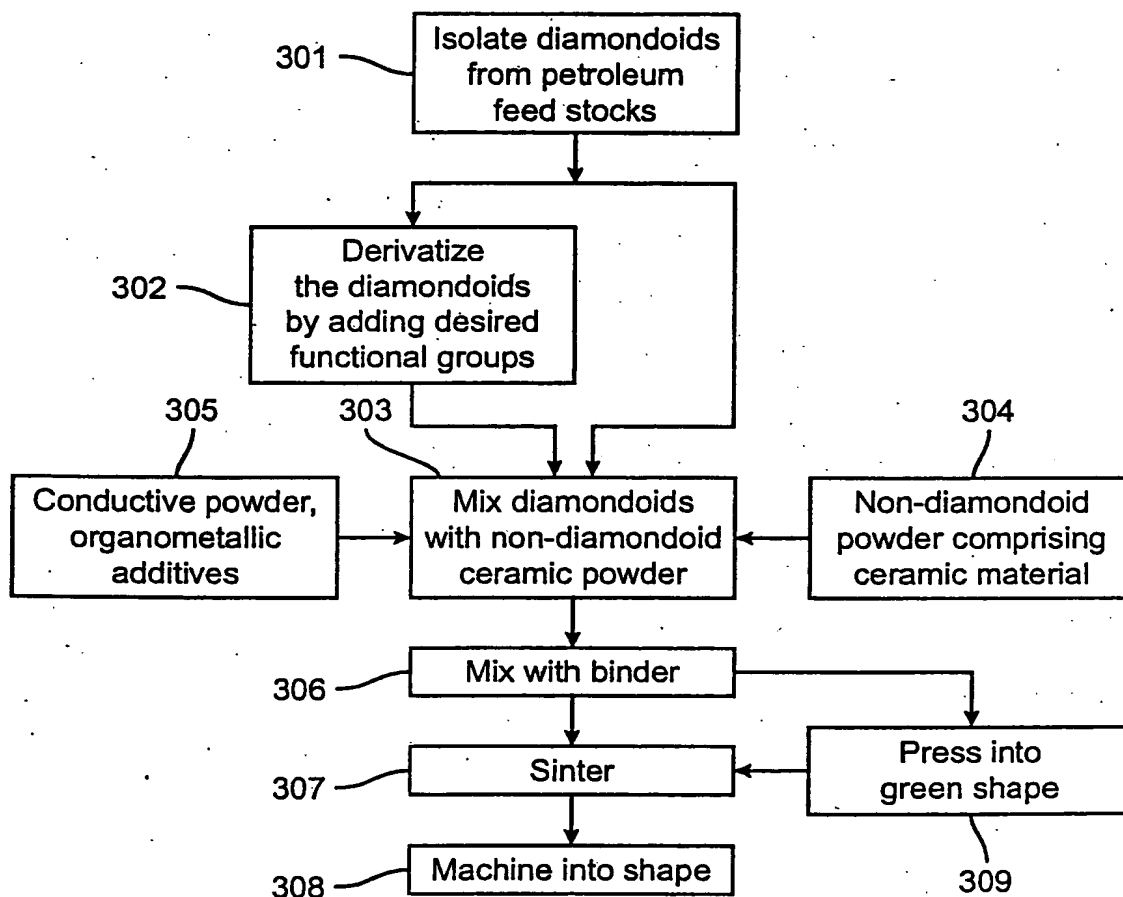 301
Isolate diamondoids
from petroleum
feed stocks
302
Derivatize
the diamondoids
by adding desired
functional groups
305
303
304
Conductive powder,
organometallic
additives
Mix diamondoids
with non-diamondoid
ceramic powder
Non-diamondoid
powder comprising
ceramic material
306
Mix with binder
307
Sinter
Press into
green shape
308
Machine into shape
309